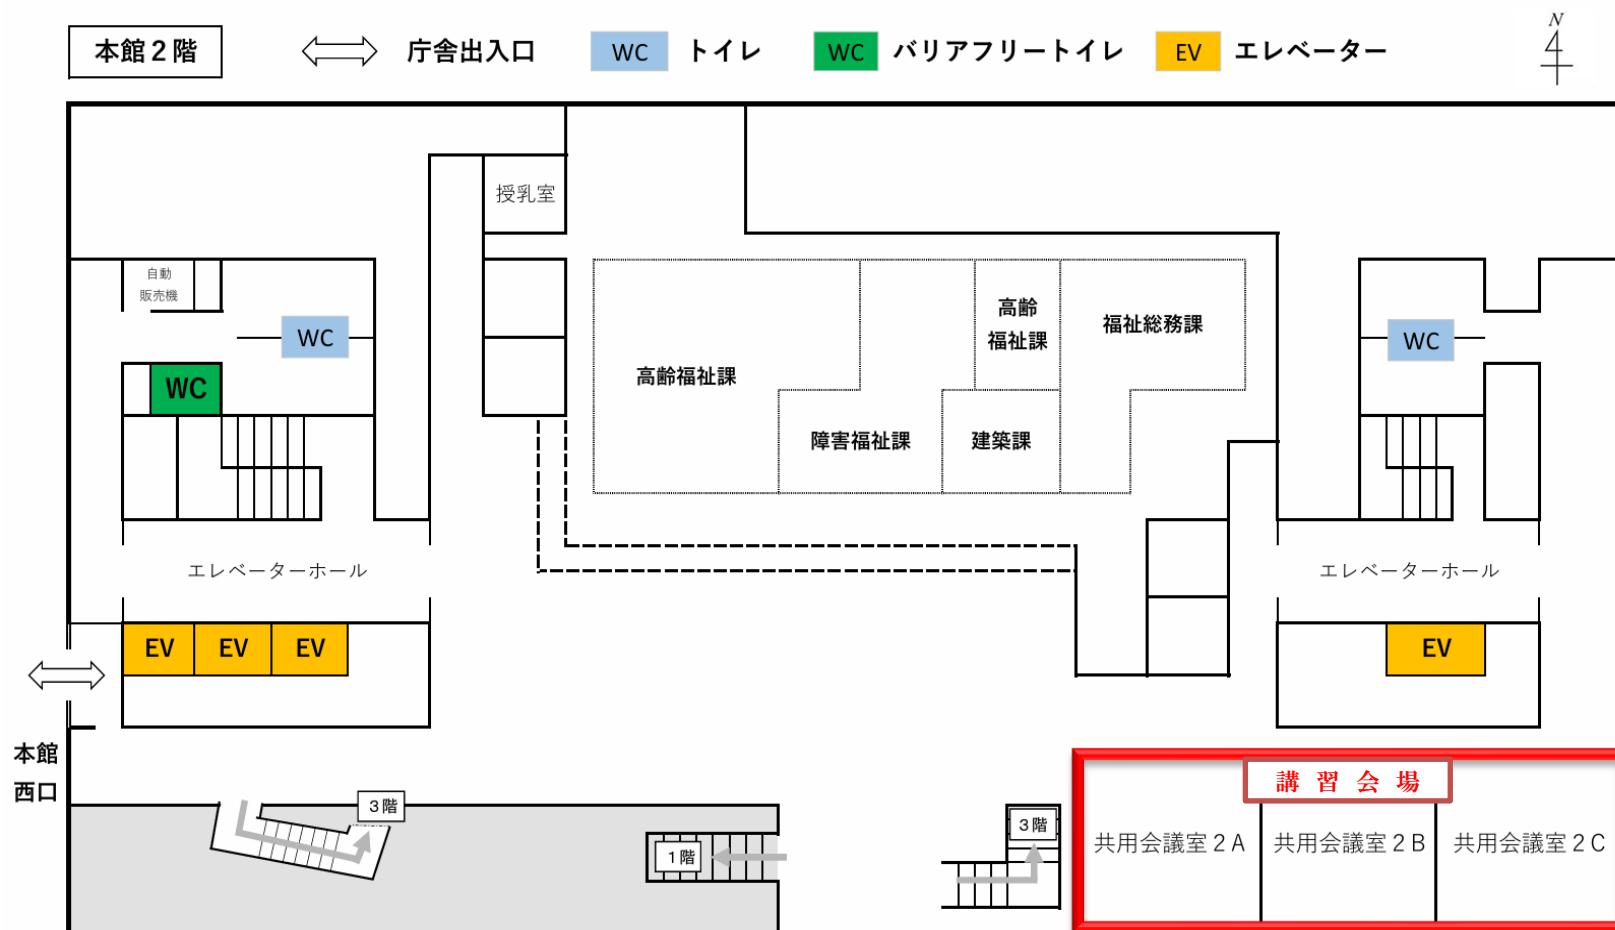 本館２階
庁舎出入口
WC
トイレ
WC
バリアフリートイレ
EV
エレベーター
N
授乳室
自動
販売機
WC
WC
高齢福祉課
高齢
福祉課
福祉総務課
障害福祉課
建築課
WC
エレベーターホール
エレベーターホール
EV
EV
EV
EV
本館
西口
３階
１階
３階
講習会場
共用会議室２A
共用会議室２B
共用会議室２C